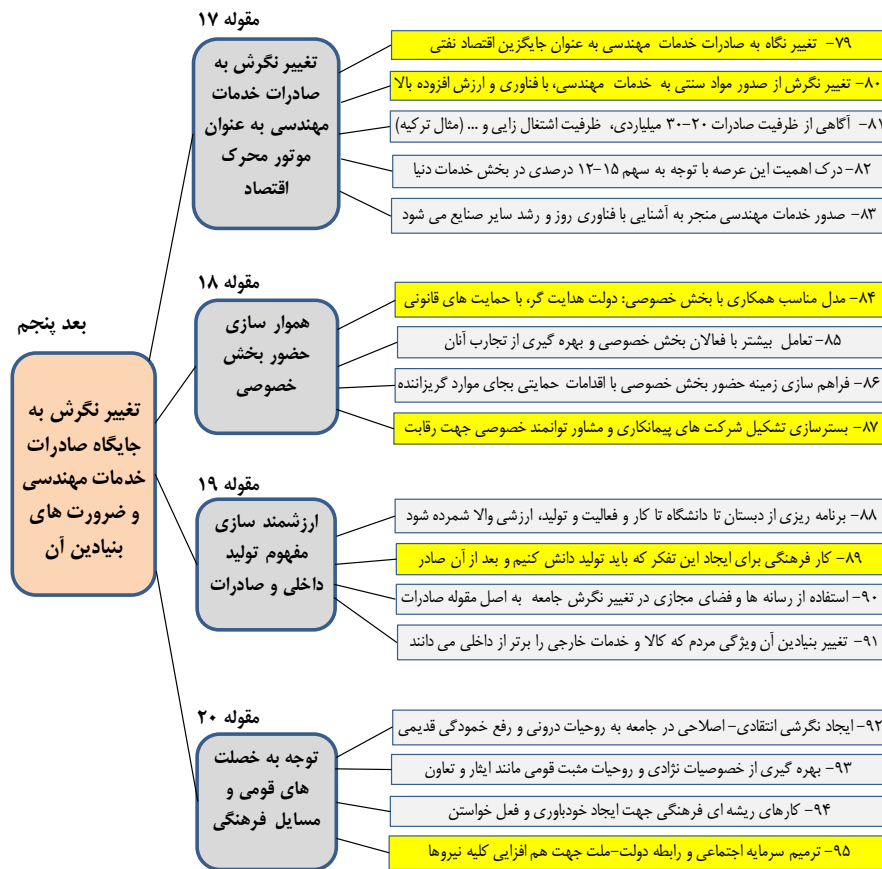 مقوله ۱۷
تغییر نگرش به
صادرات خدمات
مهندسی به عنوان
موتور محرک
اقتصاد
۷۹- تغییر نگاه به صادرات خدمات مهندسی به عنوان جایگزین اقتصاد نفتی
۸۰- تغییر نگرش از صدور مواد سنتی به خدمات مهندسی، با فناوری و ارزش افزوده بالا
۸۱- آگاهی از ظرفیت صادرات ۲۰-۳۰ میلیاردی، ظرفیت اشتغال زایی و ... (مثال ترکیه)
۸۲- درک اهمیت این عرصه با توجه به سهم ۱۵-۱۲ درصدی در بخش خدمات دنیا
۸۳- صدور خدمات مهندسی منجر به آشنایی با فناوری روز و رشد سایر صنایع می شود
بعد پنجم
تغییر نگرش به
جایگاه صادرات
خدمات مهندسی
و ضرورت های
بنیادین آن
مقوله ۱۸
هموار سازی
حضور بخش
خصوصی
۸۴- مدل مناسب همکاری با بخش خصوصی: دولت هدایت گر، با حمایت های قانونی
۸۵- تعامل بیشتر با فعالان بخش خصوصی و بهره گیری از تجارب آنان
۸۶- فراهم سازی زمینه حضور بخش خصوصی با اقدامات حمایتی بجای موارد گریزاننده
۸۷- بسترسازی تشکیل شرکت های پیمانکاری و مشاور توانمند خصوصی جهت رقابت
مقوله ۱۹
ارزشمند سازی
مفهوم تولید
داخلی و صادرات
۸۸- برنامه ریزی از دبستان تا دانشگاه تا کار و فعالیت و تولید، ارزشی والا شمرده شود
۸۹- کار فرهنگی برای ایجاد این تفکر که باید تولید دانش کنیم و بعد از آن صادر
۹۰- استفاده از رسانه ها و فضای مجازی در تغییر نگرش جامعه به اصل مقوله صادرات
۹۱- تغییر بنیادین آن ویژگی مردم که کالا و خدمات خارجی را برتر از داخلی می دانند
مقوله ۲۰
توجه به خصلت
های قومی و
مسایل فرهنگی
۹۲- ایجاد نگرشی انتقادی- اصلاحی در جامعه به روحیات درونی و رفع خمودگی قدیمی
۹۳- بهره گیری از خصوصیات نژادی و روحیات مثبت قومی مانند ایثار و تعاون
۹۴- کارهای ریشه ای فرهنگی جهت ایجاد خودباوری و فعل خواستن
۹۵- ترمیم سرمایه اجتماعی و رابطه دولت-ملت جهت هم افزایی کلیه نیروها